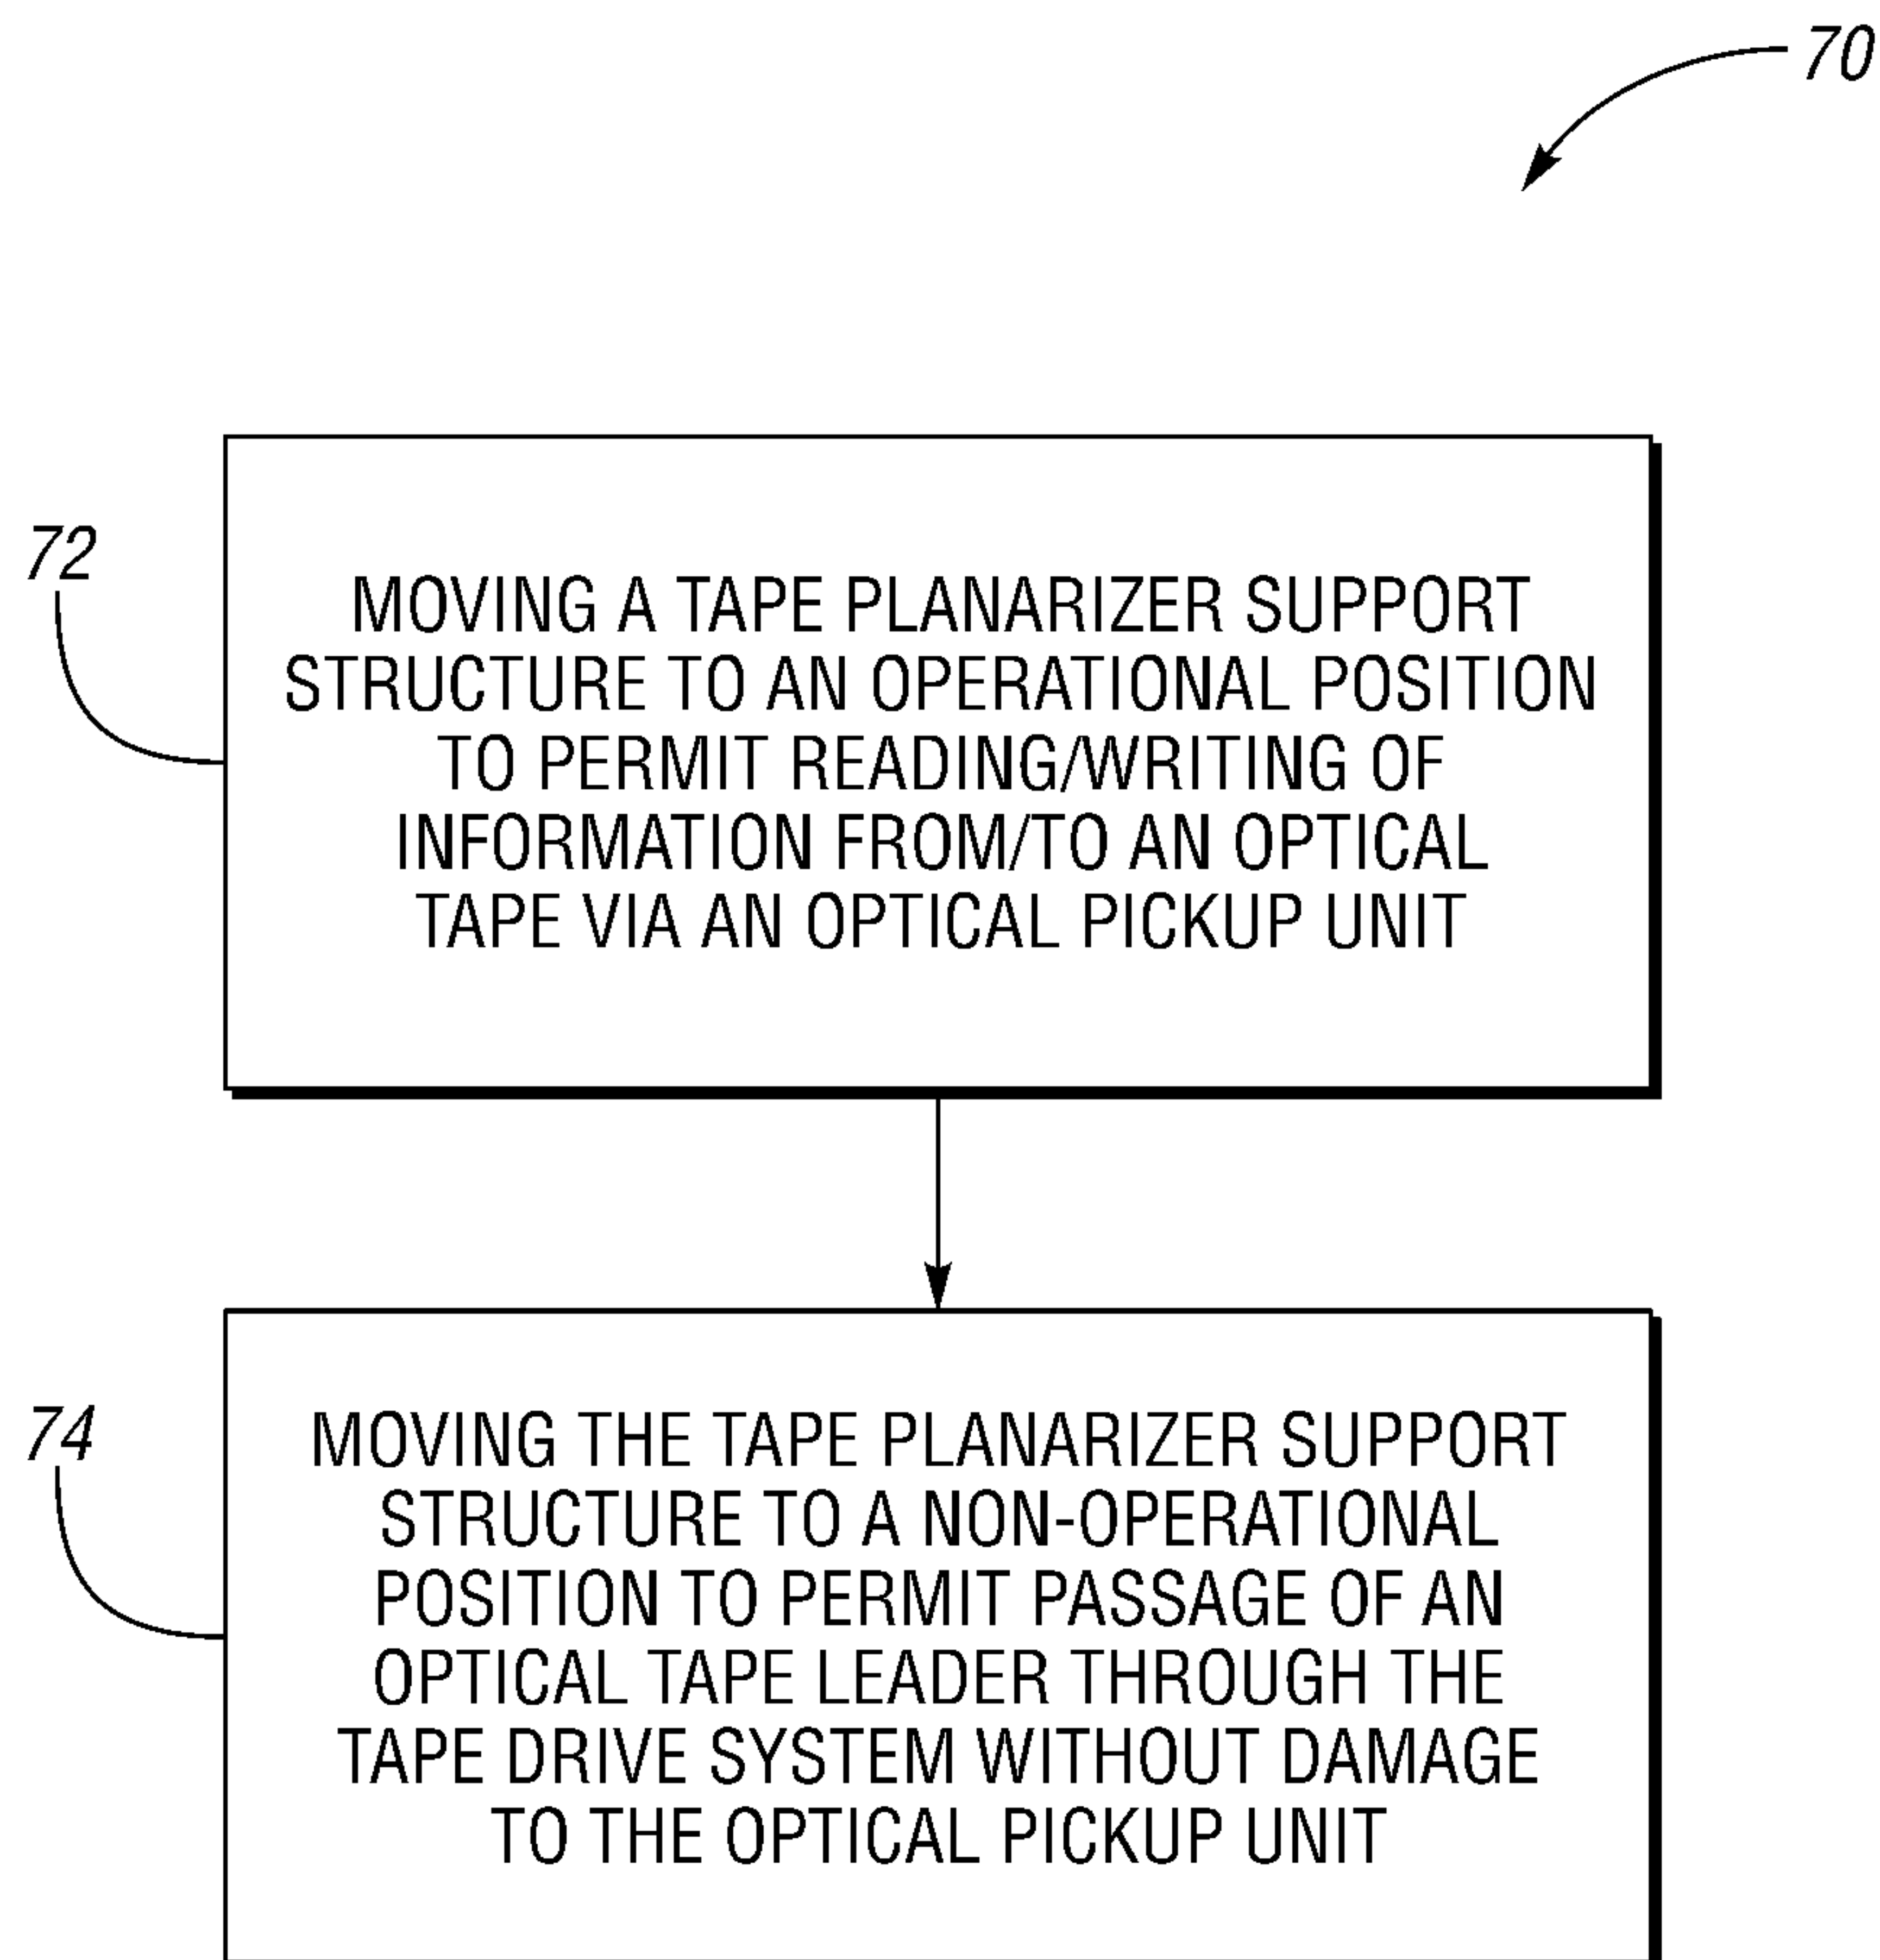 70
72
MOVING A TAPE PLANARIZER SUPPORT
STRUCTURE TO AN OPERATIONAL POSITION
TO PERMIT READING/WRITING OF
INFORMATION FROM/TO AN OPTICAL
TAPE VIA AN OPTICAL PICKUP UNIT
74
MOVING THE TAPE PLANARIZER SUPPORT
STRUCTURE TO A NON-OPERATIONAL
POSITION TO PERMIT PASSAGE OF AN
OPTICAL TAPE LEADER THROUGH THE
TAPE DRIVE SYSTEM WITHOUT DAMAGE
TO THE OPTICAL PICKUP UNIT